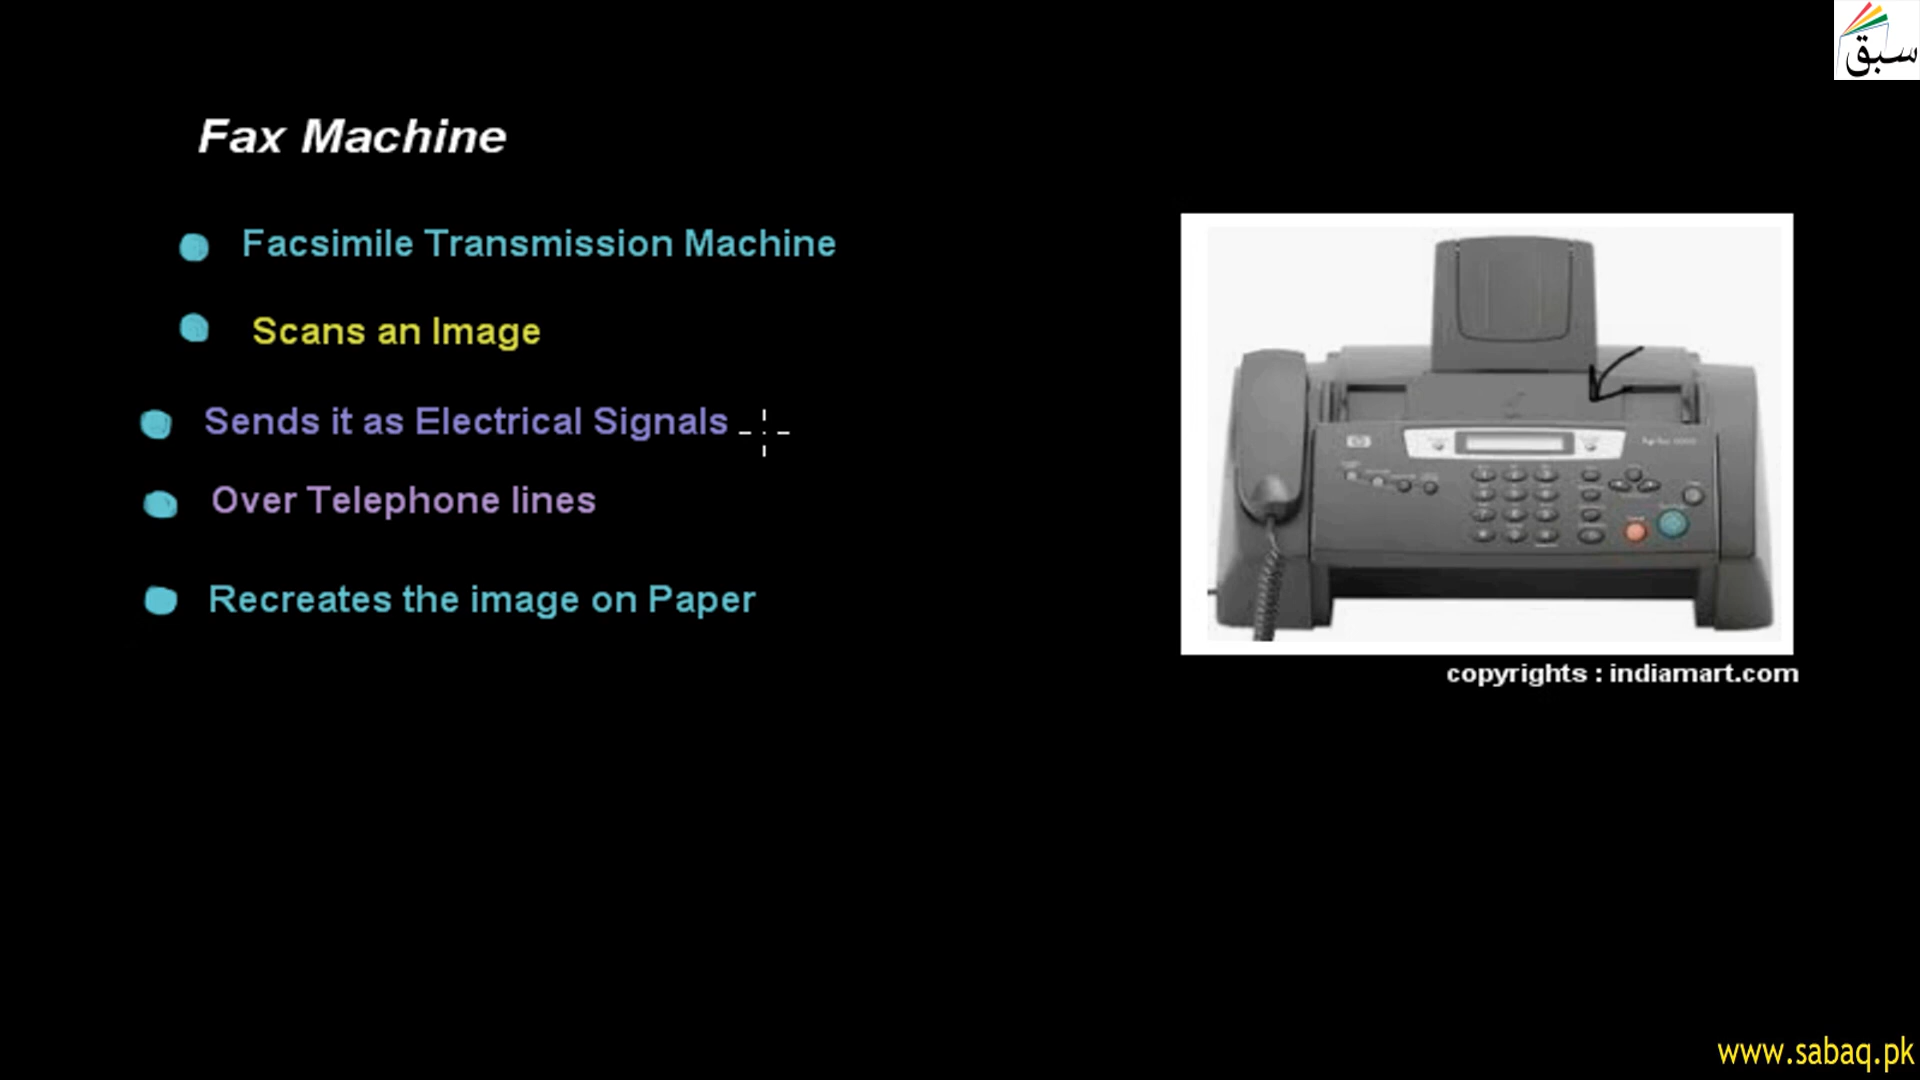 سبق
Fax Machine
Facsimile Transmission Machine
Scans an Image
Sends it as Electrical Signals
Over Telephone lines
Recreates the image on Paper
copyrights : indiamart.com
www.sabaq.pk